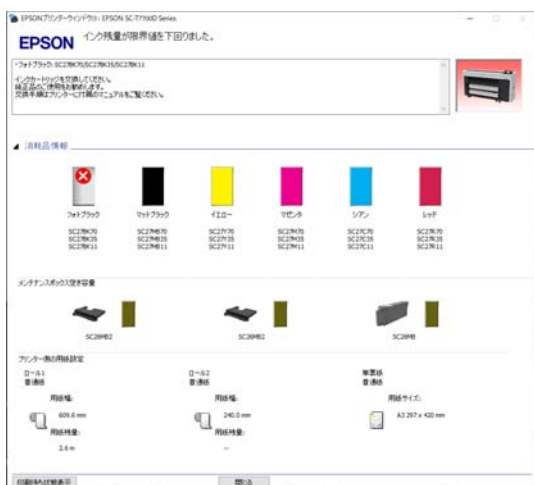 EPSONプリンターウィンドウ!3 : EPSON SC-T7700D Series
EPSON
インク残量が限界値を下回りました。
・フォトブラック: SC27BK70/SC27BK35/SC27BK11
インクカートリッジを交換してください。
純正品のご使用をお勧めします。
交換手順はプリンターに付属のマニュアルをご覧ください。
消耗品情報
フォトブラック マットブラック イエロー マゼンタ シアン レッド
SC27BK70 SC27MB70 SC27Y70 SC27M70 SC27C70 SC27R70
SC27BK35 SC27MB35 SC27Y35 SC27M35 SC27C35 SC27R35
SC27BK11 SC27MB11 SC27Y11 SC27M11 SC27C11 SC27R11
メンテナンスボックス空き容量
SC26MB2 SC26MB2 SC26MB
プリンター側の用紙設定
ロール1 ロール2 単票紙
普通紙 普通紙 普通紙
用紙幅: 用紙幅: 用紙サイズ:
609.6 mm 240.0 mm A3 297 x 420 mm
用紙残量: 用紙残量:
2.6 m --
印刷待ち状態表示 閉じる